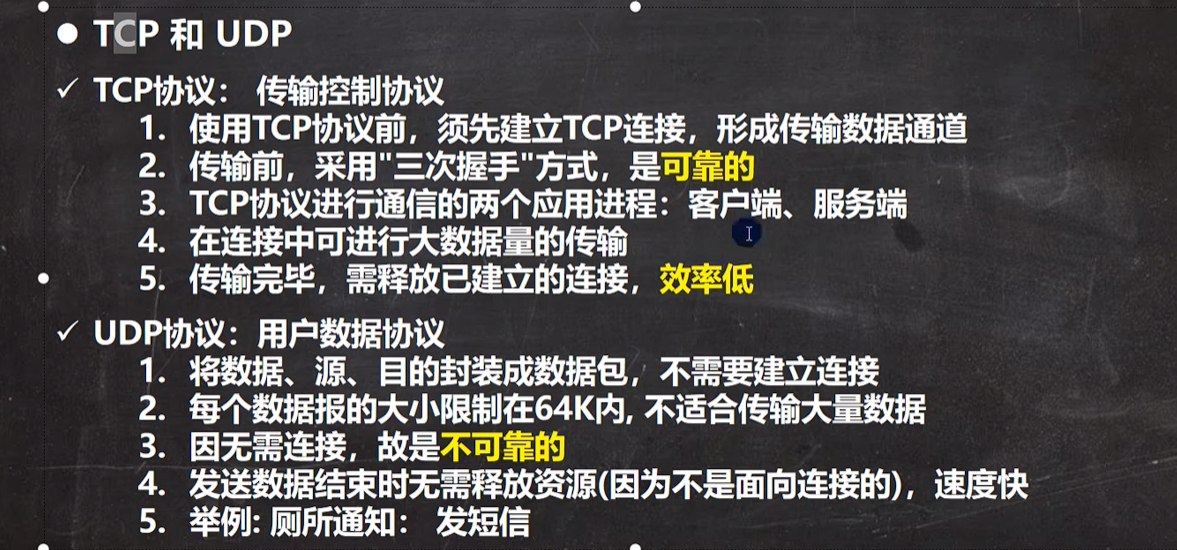 ● TCP 和 UDP
✓ TCP协议： 传输控制协议
1. 使用TCP协议前，须先建立TCP连接，形成传输数据通道
2. 传输前，采用"三次握手"方式，是可靠的
3. TCP协议进行通信的两个应用进程：客户端、服务端
4. 在连接中可进行大数据量的传输
5. 传输完毕，需释放已建立的连接，效率低
✓ UDP协议：用户数据协议
1. 将数据、源、目的封装成数据包，不需要建立连接
2. 每个数据报的大小限制在64K内, 不适合传输大量数据
3. 因无需连接，故是不可靠的
4. 发送数据结束时无需释放资源(因为不是面向连接的)，速度快
5. 举例: 厕所通知： 发短信